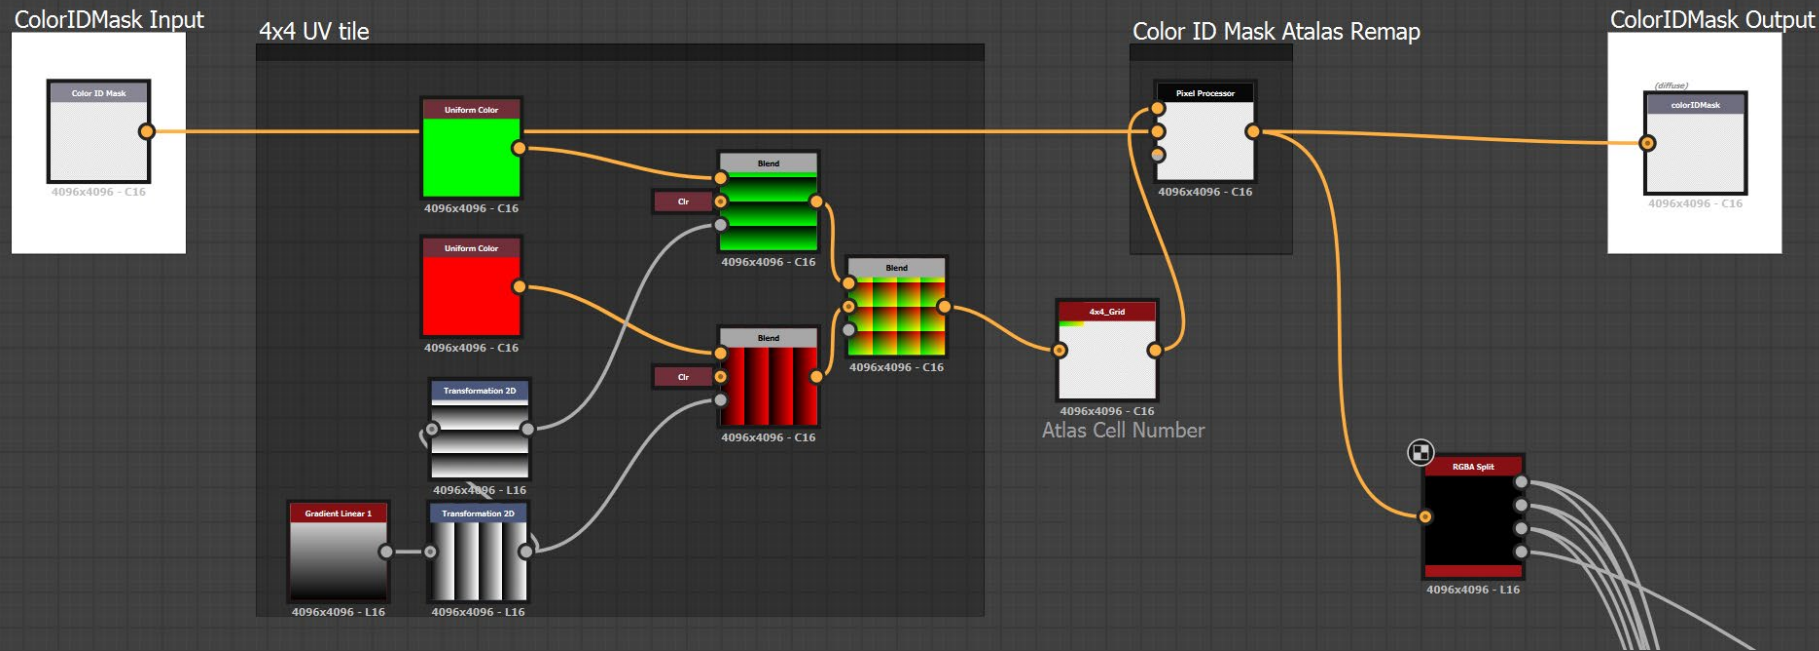 ColorIDMask Input
4x4 UV tile
Color ID Mask Atalas Remap
ColorIDMask Output
Color ID Mask
4096x4096 - C16
Uniform Color
4096x4096 - C16
Uniform Color
4096x4096 - C16
Transformation 2D
4096x4096 - L16
Gradient Linear 1
4096x4096 - L16
Transformation 2D
4096x4096 - L16
Clr
Blend
4096x4096 - C16
Clr
Blend
4096x4096 - C16
Blend
4096x4096 - C16
4x4_Grid
4096x4096 - C16
Atlas Cell Number
Pixel Processor
4096x4096 - C16
(diffuse)
colorIDMask
4096x4096 - C16
RGBA Split
4096x4096 - L16